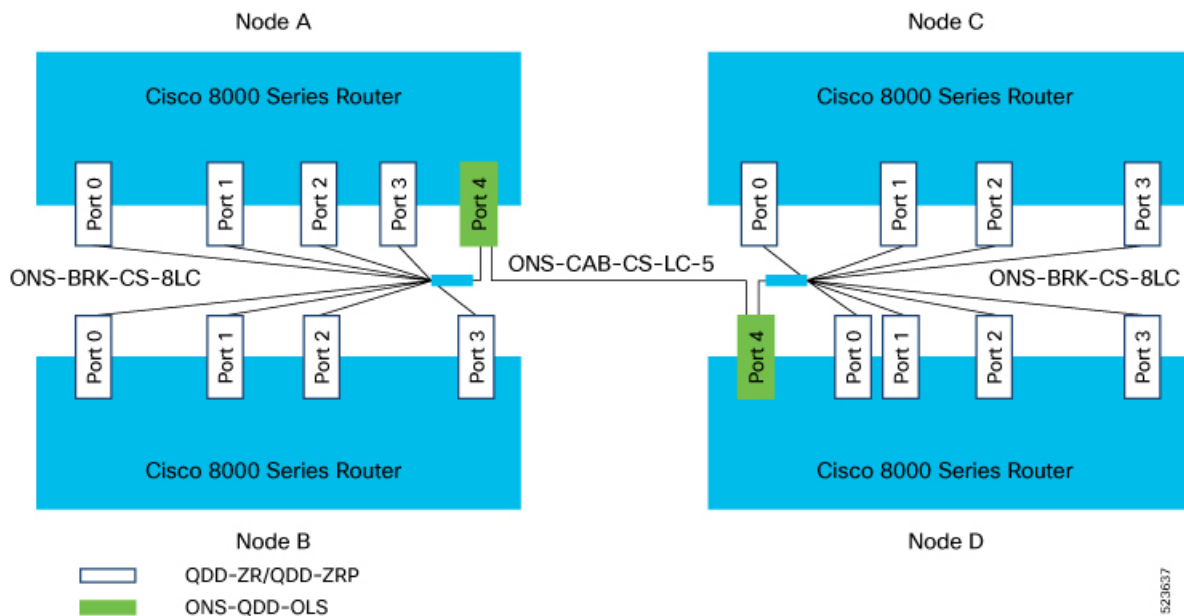 Node A
Node C
Cisco 8000 Series Router
Cisco 8000 Series Router
Port 0
Port 1
Port 2
Port 3
Port 4
Port 0
Port 1
Port 2
Port 3
ONS-BRK-CS-8LC
ONS-CAB-CS-LC-5
ONS-BRK-CS-8LC
Port 0
Port 1
Port 2
Port 3
Port 4
Port 0
Port 1
Port 2
Port 3
Cisco 8000 Series Router
Cisco 8000 Series Router
Node B
Node D
QDD-ZR/QDD-ZRP
ONS-QDD-OLS
523637